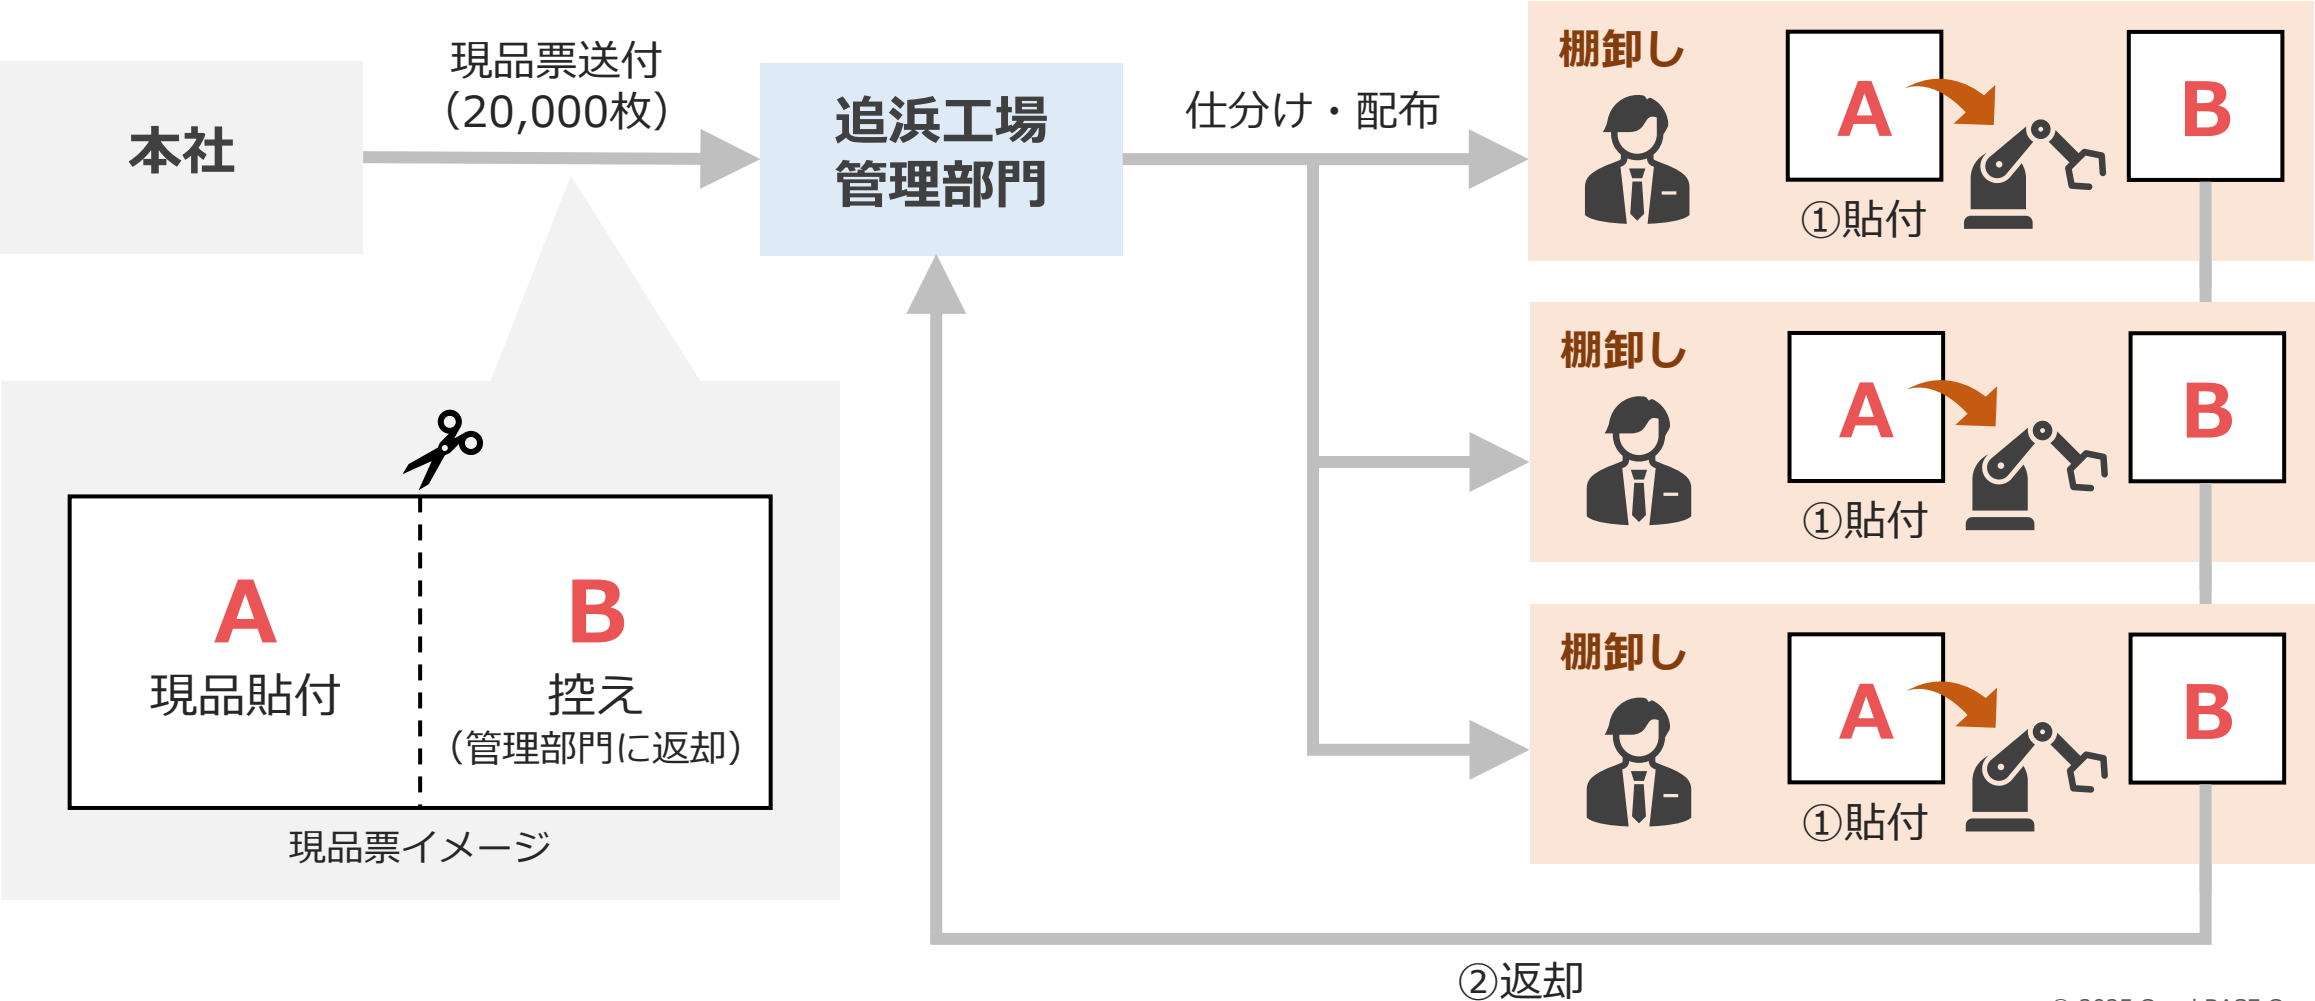 本社
現品票送付
（20,000枚）
追浜工場
管理部門
仕分け・配布
棚卸し
A
①貼付
B
棚卸し
A
①貼付
B
棚卸し
A
①貼付
B
A
現品貼付
B
控え
（管理部門に返却）
現品票イメージ
②返却